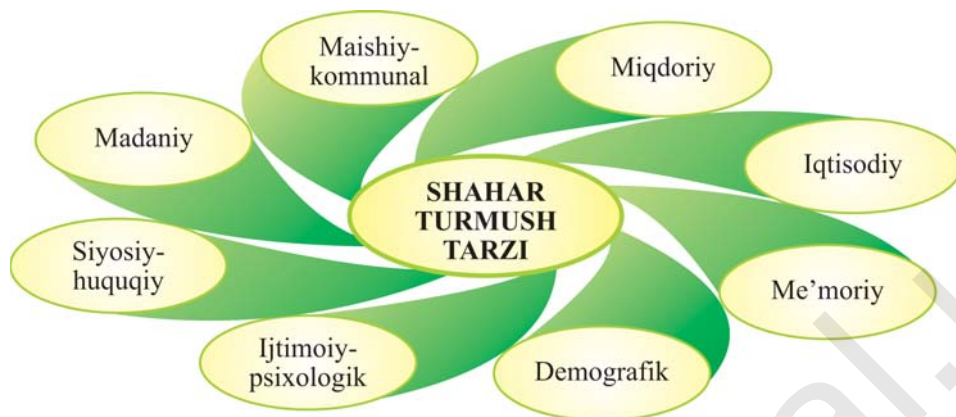 Maishiy-
kommunal
Miqdoriy
Madaniy
Iqtisodiy
SHAHAR
TURMUSH
TARZI
Siyosiy-
huquqiy
Me’moriy
Ijtimoiy-
psixologik
Demografik